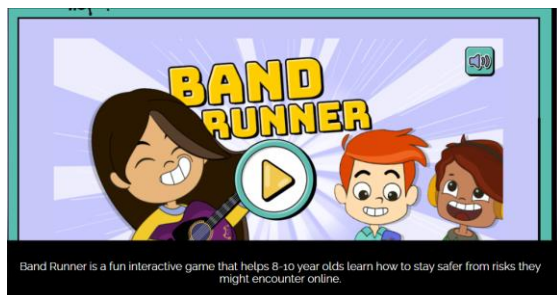 BAND
RUNNER
Band Runner is a fun interactive game that helps 8-10 year olds learn how to stay safer from risks they
might encounter online.